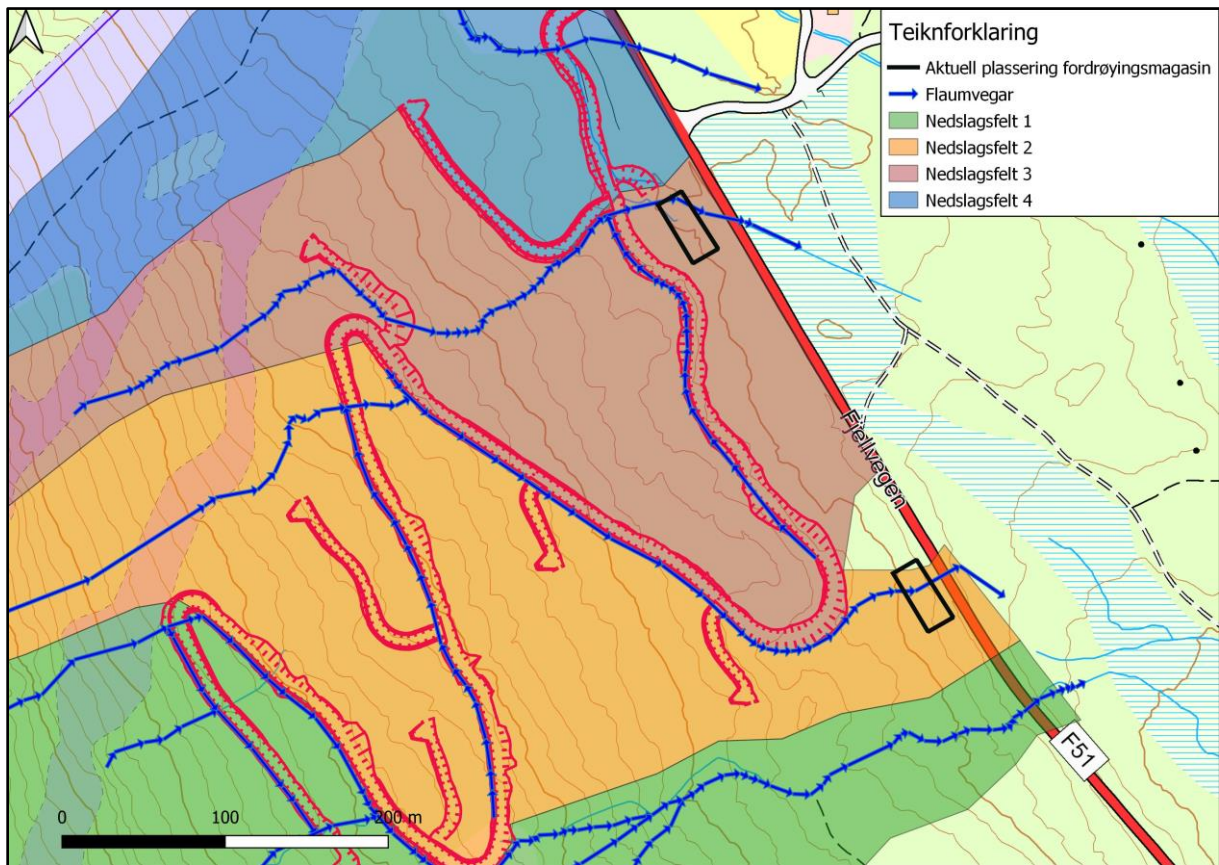 Teiknforklaring
Aktuell plassering fordrøyingsmagasin
Flaumvegar
Nedslagsfelt 1
Nedslagsfelt 2
Nedslagsfelt 3
Nedslagsfelt 4
Fjellvegen
F51
0 100 200 m